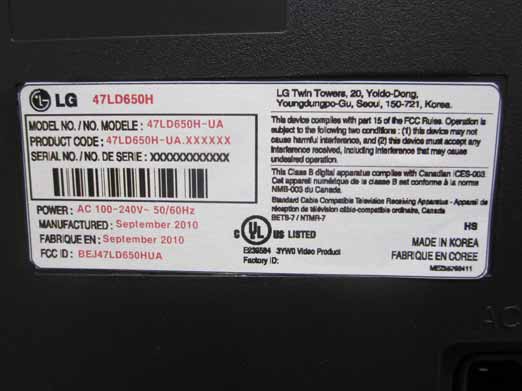 LG 47LD650H
MODEL NO./NO. MODELE : 47LD650H-UA
PRODUCT CODE : 47LD650H-UA.XXXXXX
SERIAL NO./NO DE SERIE : XXXXXXXXXXXX
POWER : AC 100-240V~ 50/60Hz
MANUFACTURED : September 2010
FABRIQUE EN : September 2010
FCC ID : BEJ47LD650HUA
LG Twin Towers, 20, Yoido-Dong,
Youngdungpo-Gu, Seoul, 150-721, Korea.
This device complies with part 15 of the FCC Rules. Operation is
subject to the following two conditions : (1) this device may not
cause harmful interference, and (2) this device must accept any
interference received, including interference that may cause
undesired operation.
This Class B digital apparatus complies with Canadian ICES-003.
Cet appareil numérique de la classe B est conforme à la norme
NMB-003 du Canada.
Standard Cable Compatible Television Receiving Apparatus - Appareil de
réception de télévision câble-compatible ordinaire, Canada
BETS-7 / NTMR-7
C UL US LISTED
E239584 3YW0 Video Product
Factory ID:
HS
MADE IN KOREA
FABRIQUE EN COREE
AC